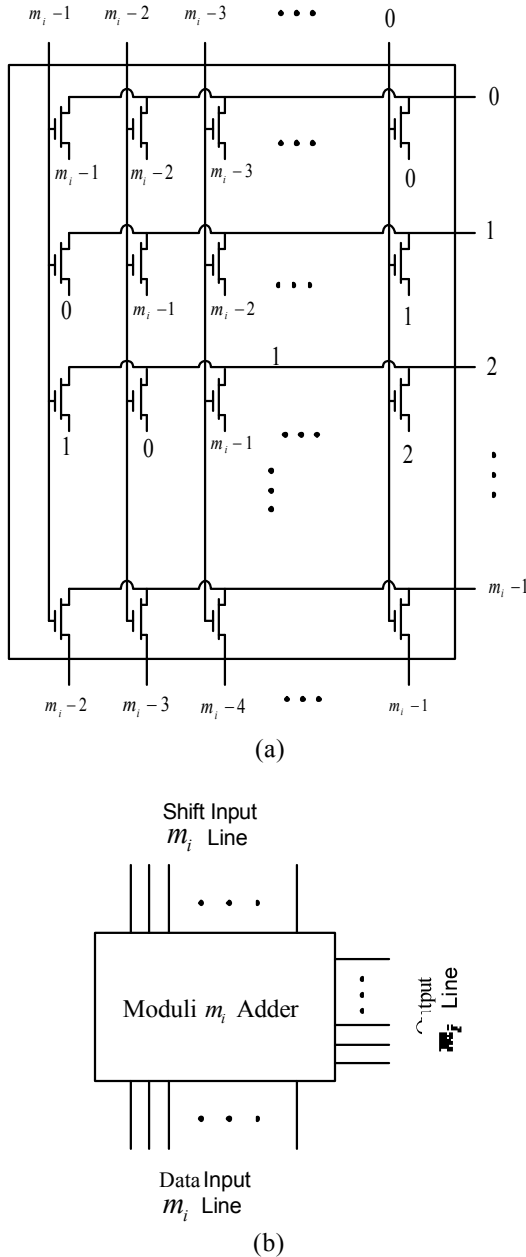 m_i −1 m_i −2 m_i −3 • • • 0
0
m_i −1 m_i −2 m_i −3 • • • 0
1
0 m_i −1 m_i −2 • • • 1
1
2
1 0 m_i −1 • • • 2
m_i −1
m_i −2 m_i −3 m_i −4 • • • m_i −1
(a)
Shift Input
m_i Line
Moduli m_i Adder
Line
Data Input
m_i Line
(b)